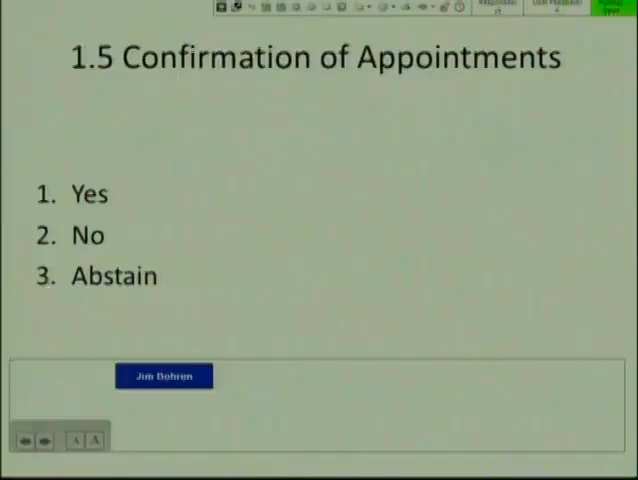 1.5 Confirmation of Appointments
1. Yes
2. No
3. Abstain
Jim Bohren
A A